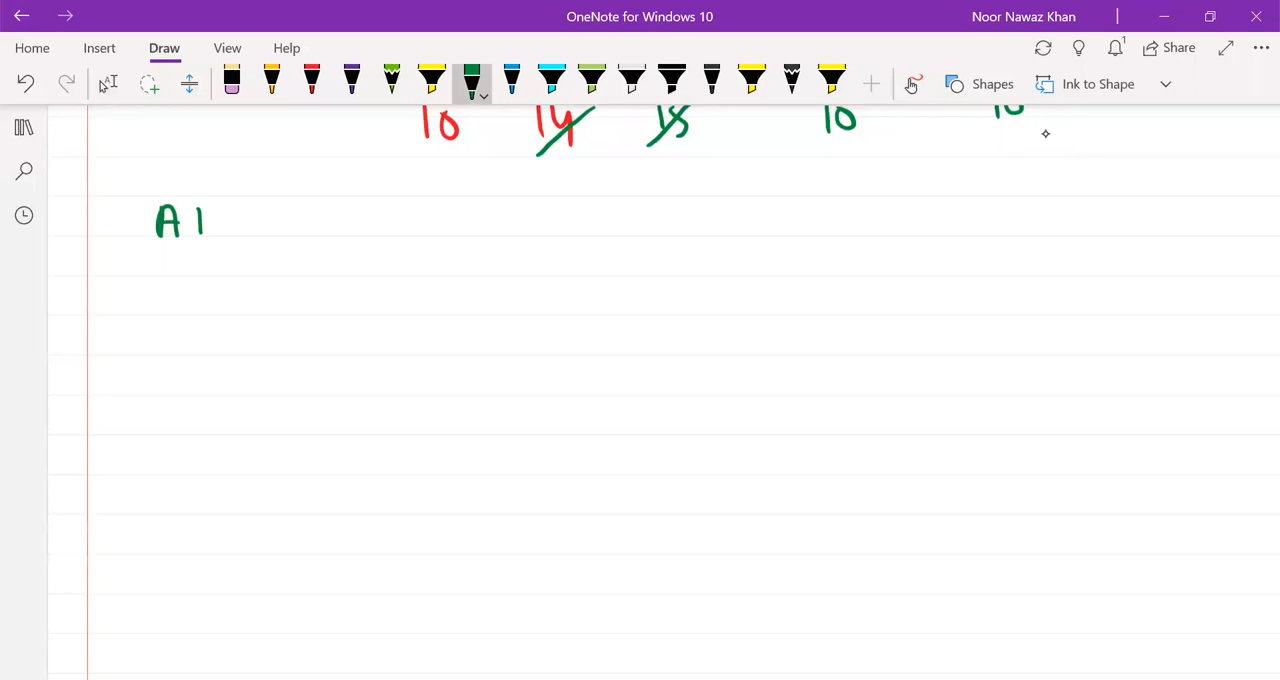 OneNote for Windows 10 Noor Nawaz Khan
Home Insert Draw View Help 1 Share
Shapes Ink to Shape
10 14 15 10 10
A I